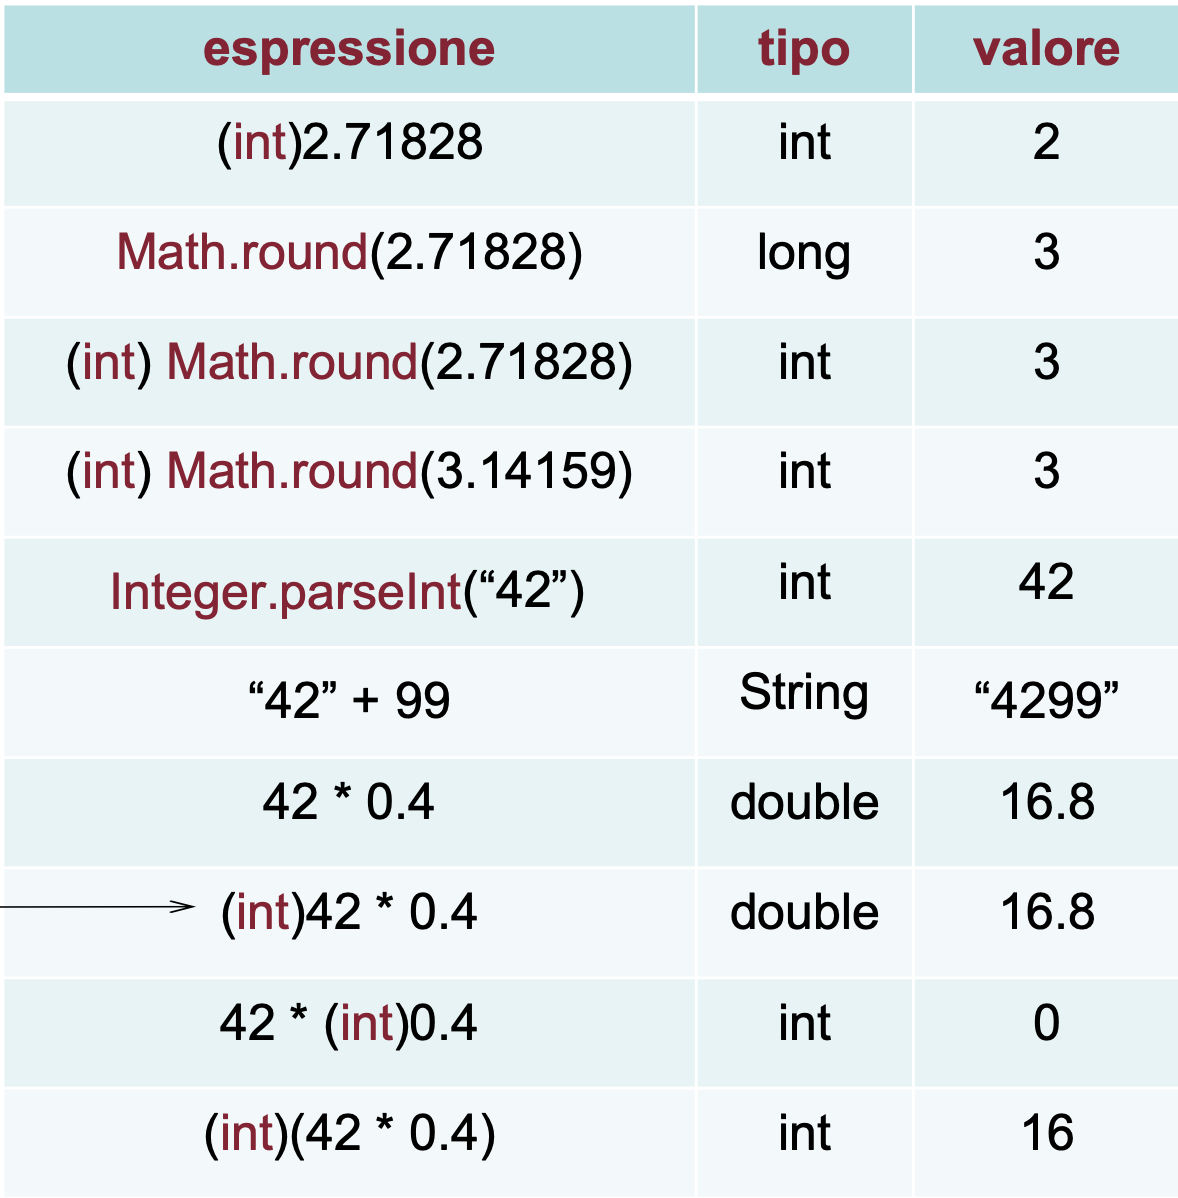 espressione tipo valore
(int)2.71828 int 2
Math.round(2.71828) long 3
(int) Math.round(2.71828) int 3
(int) Math.round(3.14159) int 3
Integer.parseInt(“42”) int 42
“42” + 99 String “4299”
42 * 0.4 double 16.8
(int)42 * 0.4 double 16.8
42 * (int)0.4 int 0
(int)(42 * 0.4) int 16